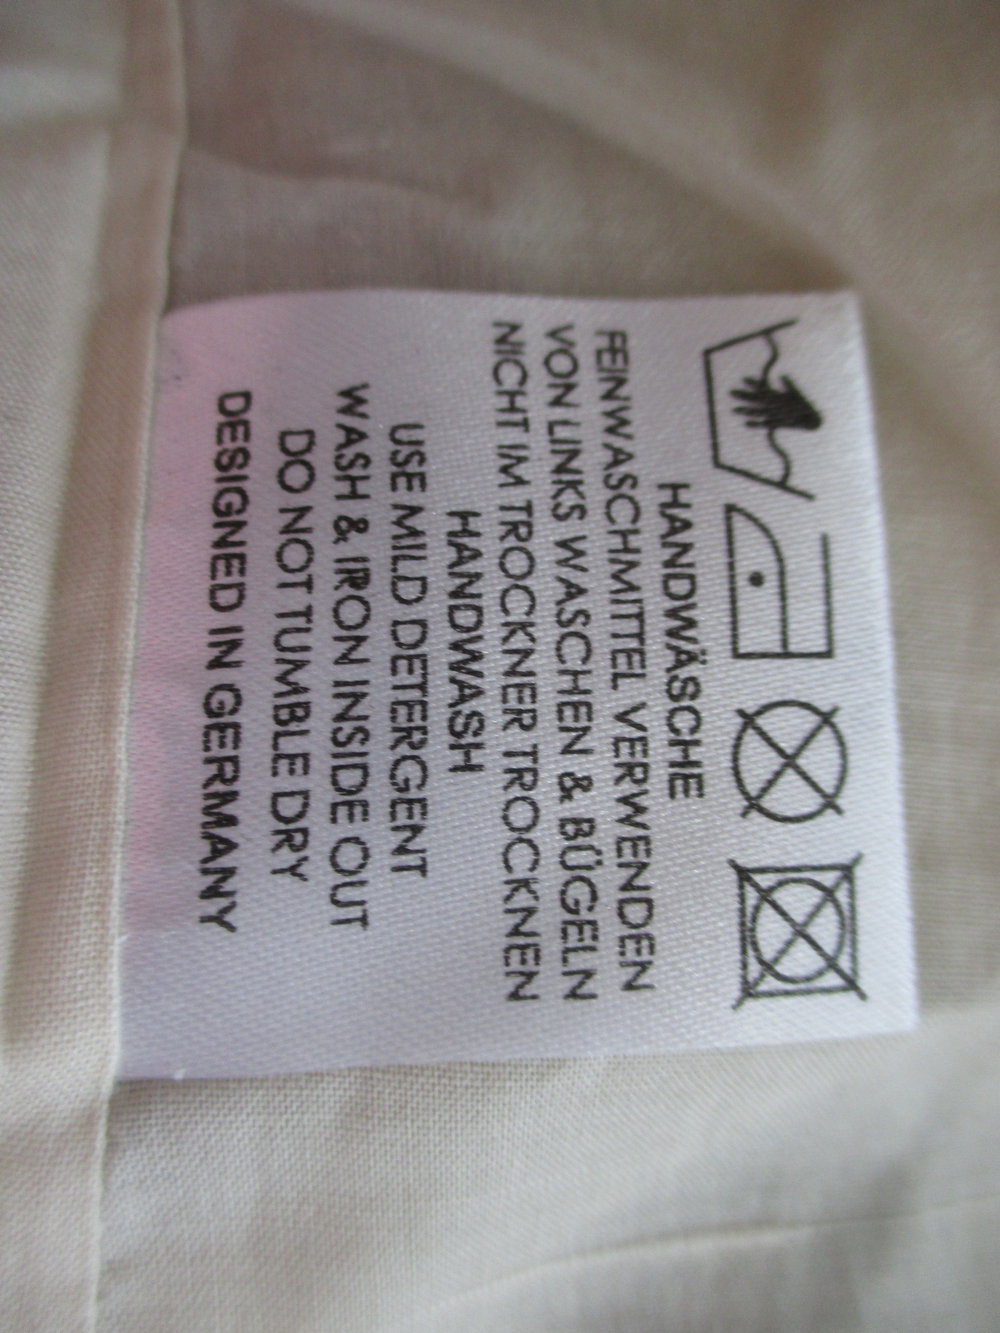 HANDWÄSCHE
FEINWASCHMITTEL VERWENDEN
VON LINKS WASCHEN & BÜGELN
NICHT IM TROCKNER TROCKNEN
HANDWASH
USE MILD DETERGENT
WASH & IRON INSIDE OUT
DO NOT TUMBLE DRY
DESIGNED IN GERMANY